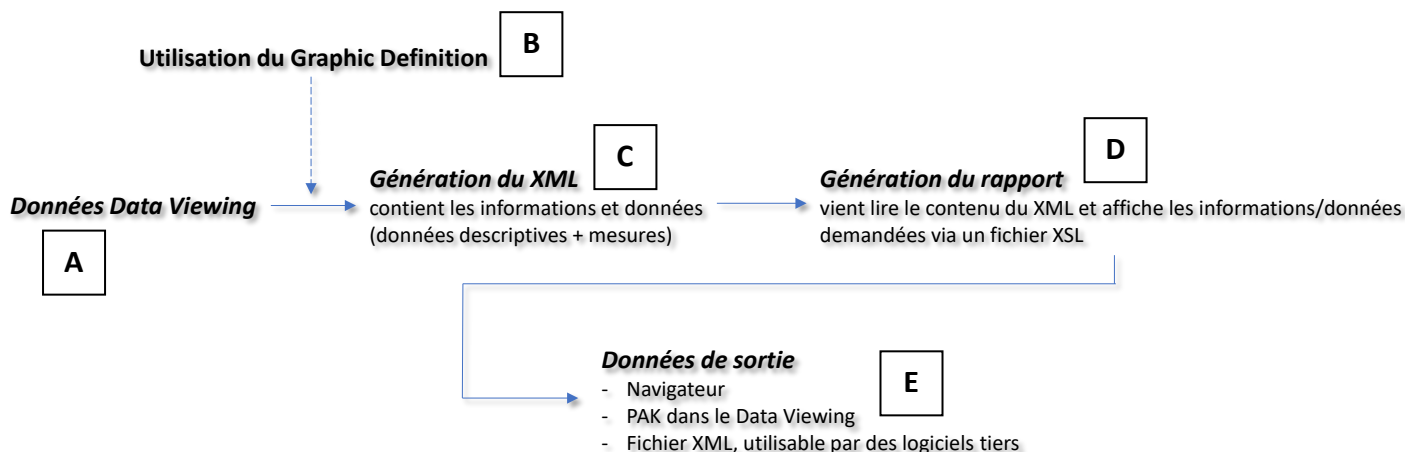 Utilisation du Graphic Definition
B
C
D
Génération du XML
contient les informations et données
(données descriptives + mesures)
Génération du rapport
vient lire le contenu du XML et affiche les informations/données
demandées via un fichier XSL
Données Data Viewing
A
Données de sortie
- Navigateur
- PAK dans le Data Viewing
- Fichier XML, utilisable par des logiciels tiers
E